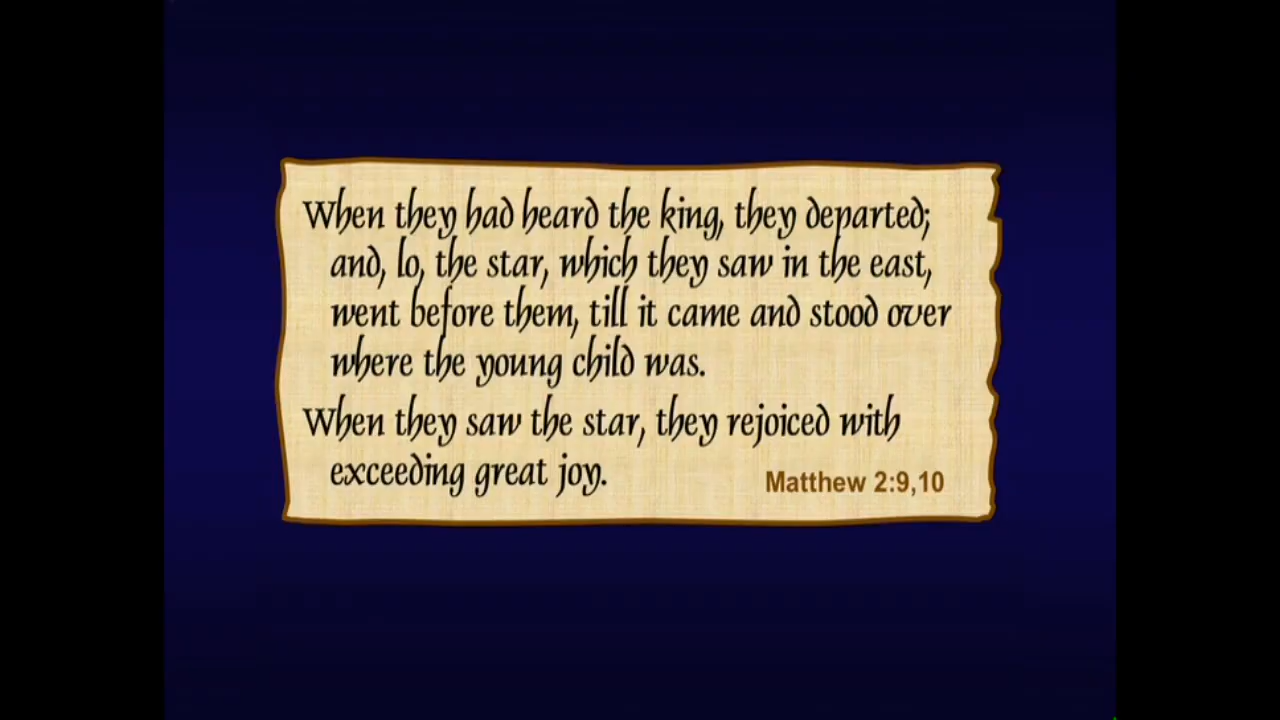 When they had heard the king, they departed;
and, lo, the star, which they saw in the east,
went before them, till it came and stood over
where the young child was.
When they saw the star, they rejoiced with
exceeding great joy.
Matthew 2:9,10